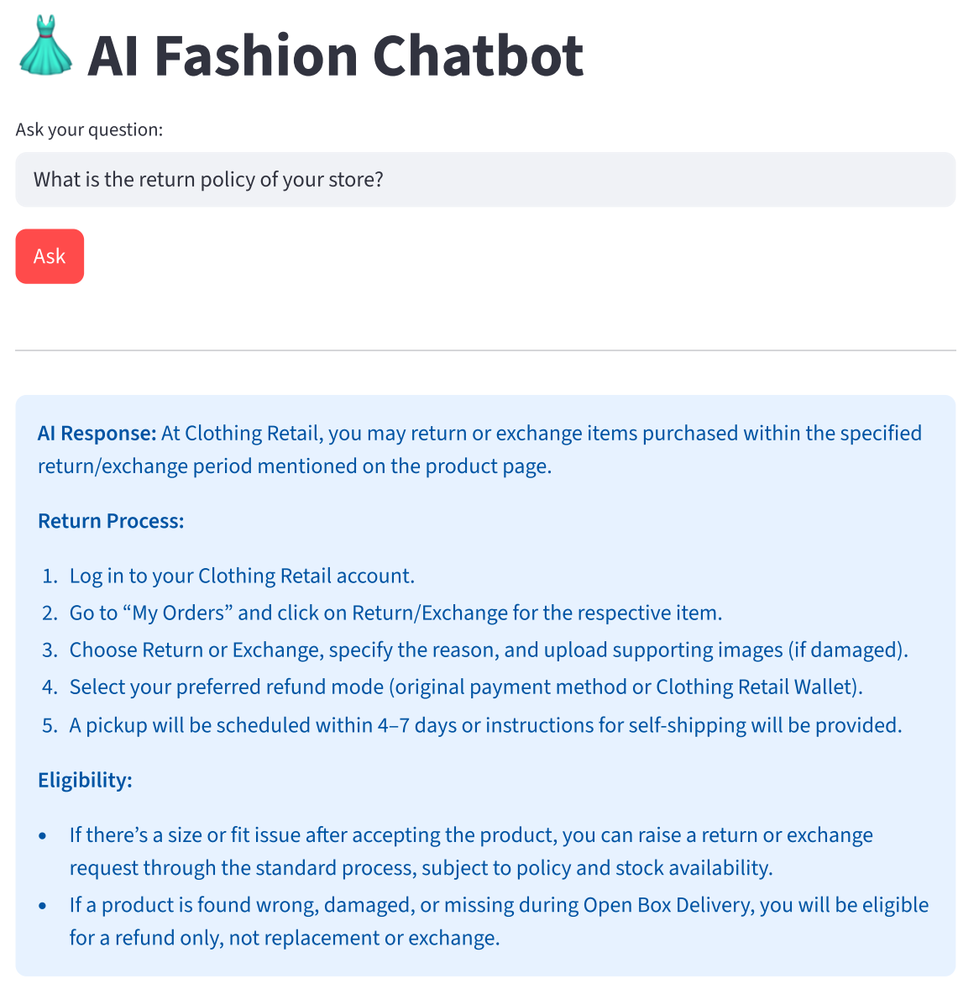 AI Fashion Chatbot
Ask your question:
What is the return policy of your store?
Ask
AI Response: At Clothing Retail, you may return or exchange items purchased within the specified
return/exchange period mentioned on the product page.
Return Process:
1. Log in to your Clothing Retail account.
2. Go to “My Orders” and click on Return/Exchange for the respective item.
3. Choose Return or Exchange, specify the reason, and upload supporting images (if damaged).
4. Select your preferred refund mode (original payment method or Clothing Retail Wallet).
5. A pickup will be scheduled within 4–7 days or instructions for self-shipping will be provided.
Eligibility:
• If there’s a size or fit issue after accepting the product, you can raise a return or exchange
request through the standard process, subject to policy and stock availability.
• If a product is found wrong, damaged, or missing during Open Box Delivery, you will be eligible
for a refund only, not replacement or exchange.